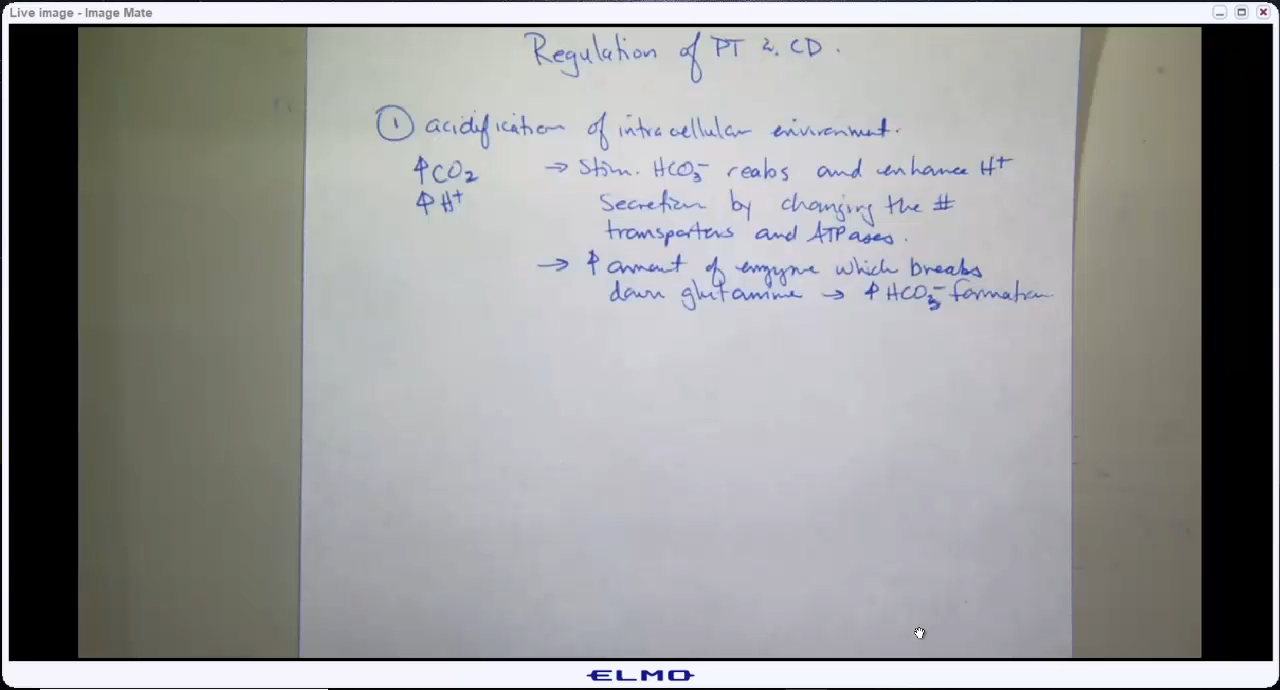 Live image - Image Mate
Regulation of PT & CD.
① acidification of intracellular environment.
↑CO2 → Stim. HCO3- reabs and enhance H+
↑H+ secretion by changing the #
transporters and ATPases.
→ ↑ amount of enzyme which breaks
down glutamine → ↑ HCO3- formation
ELMO